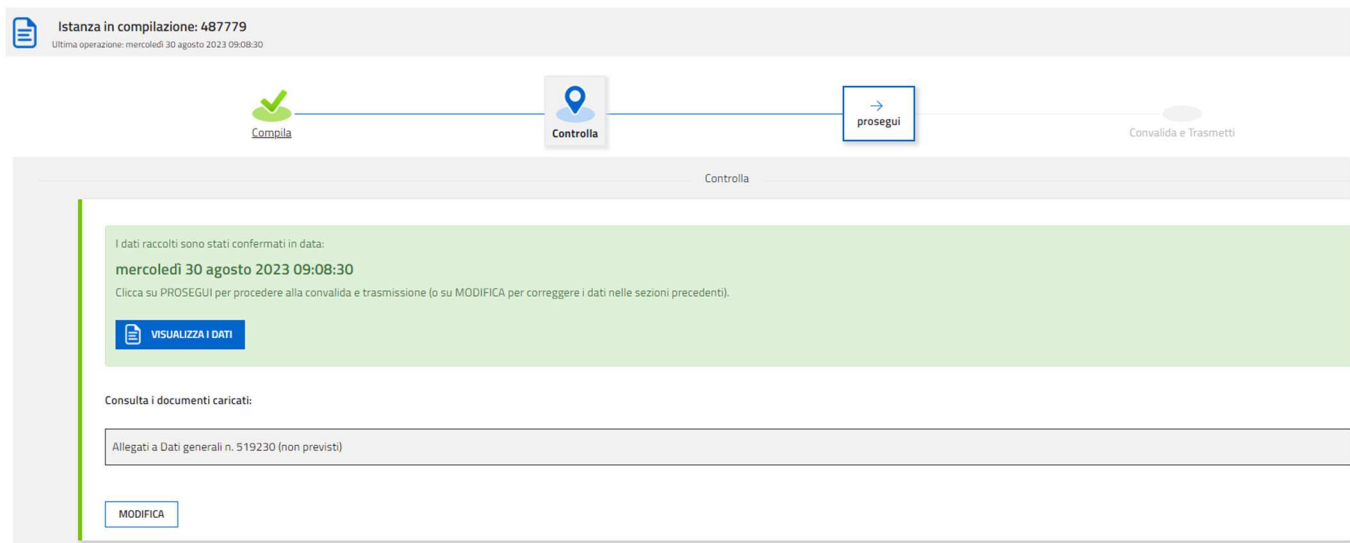 Istanza in compilazione: 487779
Ultima operazione: mercoledì 30 agosto 2023 09:08:30
Compila
Controlla
→
prosegui
Convalida e Trasmetti
Controlla
I dati raccolti sono stati confermati in data:
mercoledì 30 agosto 2023 09:08:30
Clicca su PROSEGUI per procedere alla convalida e trasmissione (o su MODIFICA per correggere i dati nelle sezioni precedenti).
VISUALIZZA I DATI
Consulta i documenti caricati:
Allegati a Dati generali n. 519230 (non previsti)
MODIFICA